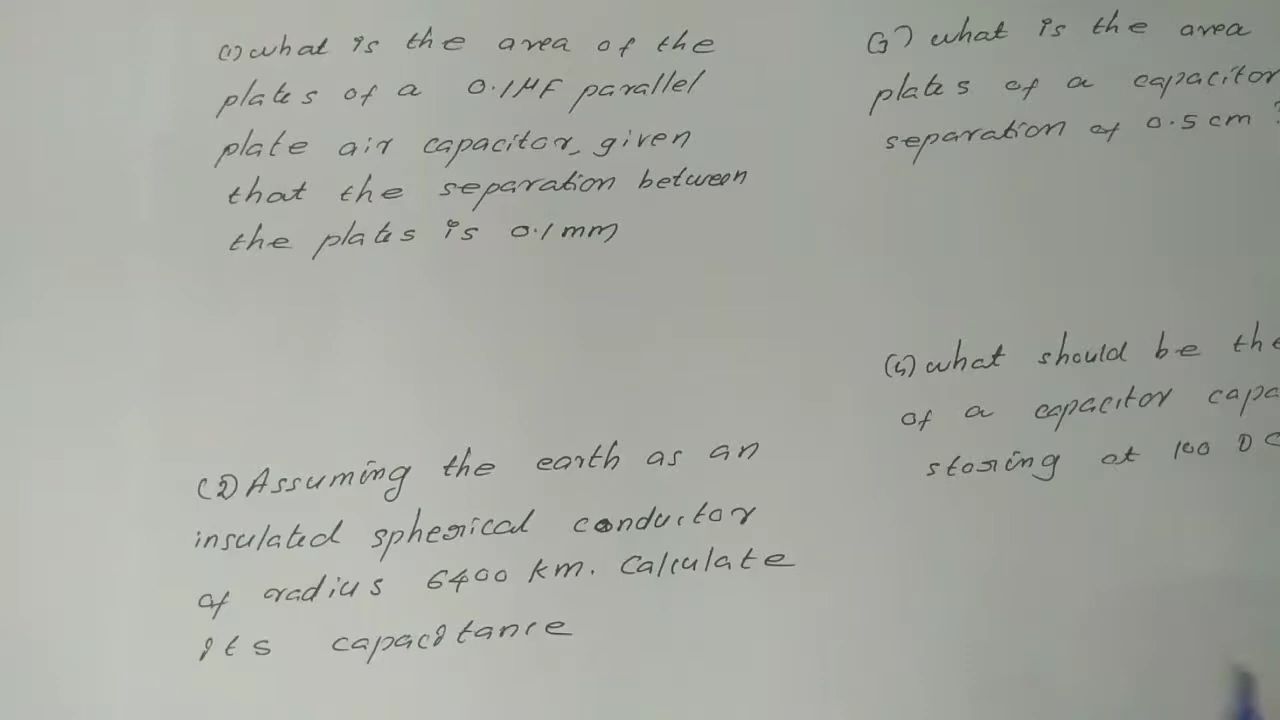 (1) what is the area of the
plates of a 0.1μF parallel
plate air capacitor, given
that the separation between
the plates is 0.1mm
(2) Assuming the earth as an
insulated spherical conductor
of radius 6400 km. Calculate
its capacitance
(3) what is the area
plates of a capacitor
separation of 0.5 cm
(4) what should be the
of a capacitor capa
storing at 100